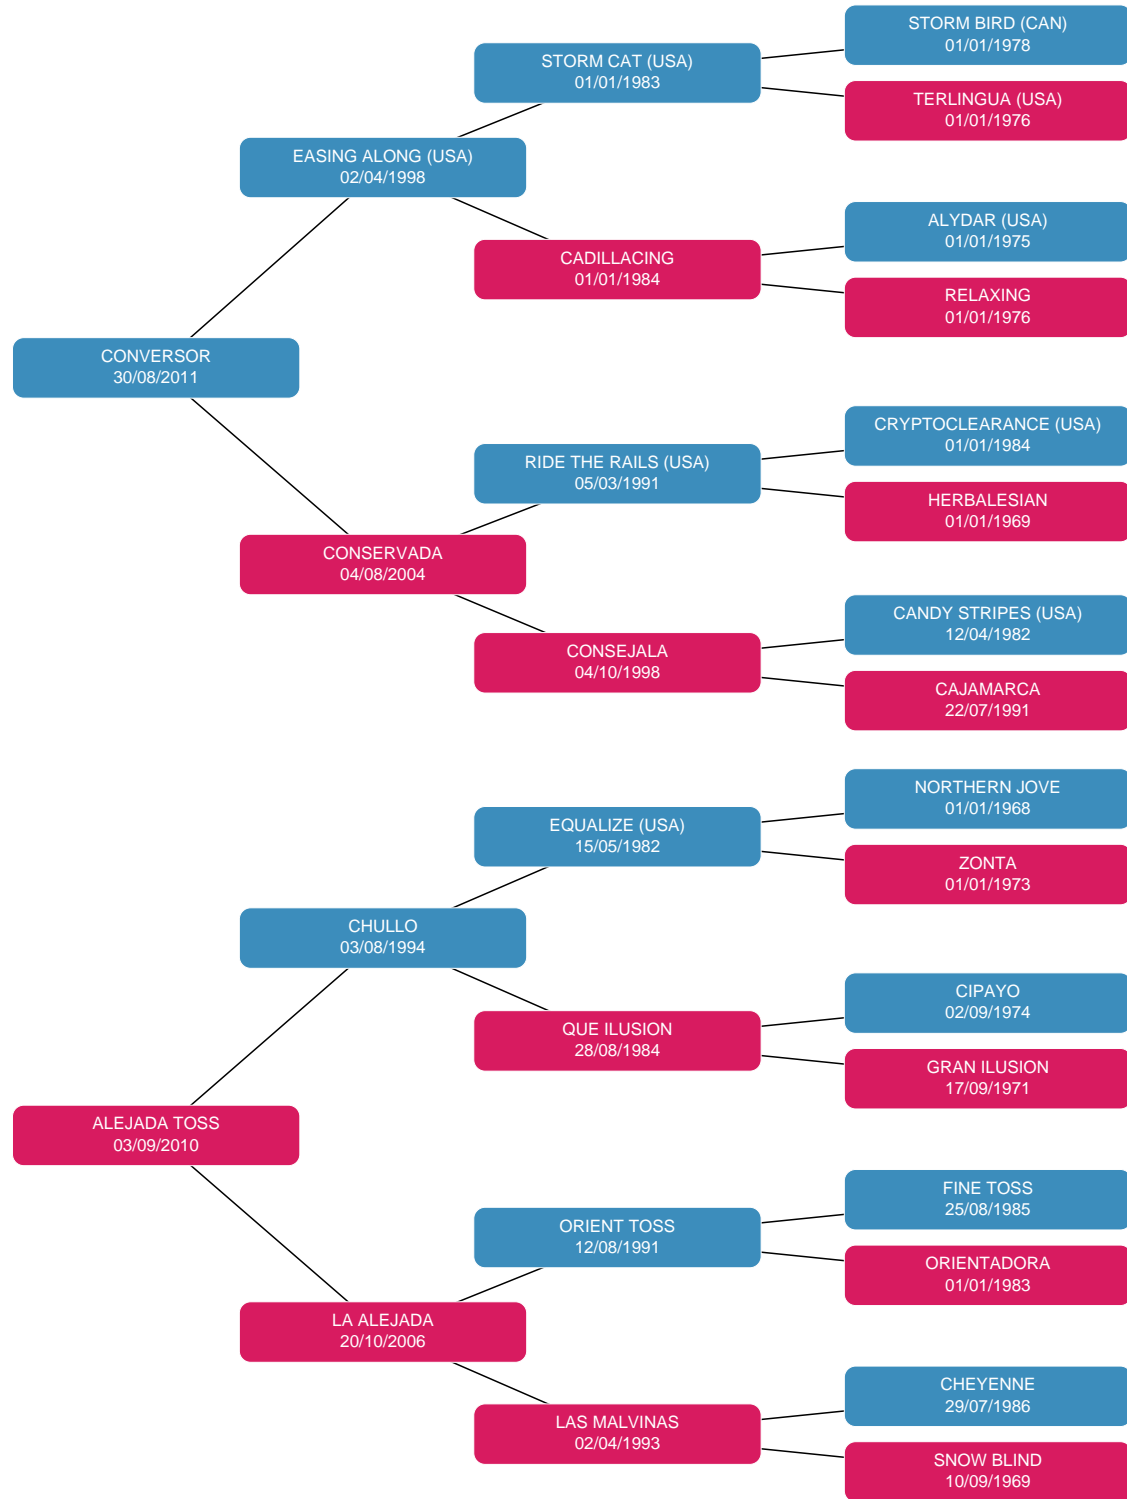 STORM BIRD (CAN)
01/01/1978
STORM CAT (USA)
01/01/1983
TERLINGUA (USA)
01/01/1976
EASING ALONG (USA)
02/04/1998
ALYDAR (USA)
01/01/1975
CADILLACING
01/01/1984
RELAXING
01/01/1976
CONVERSOR
30/08/2011
CRYPTOCLEARANCE (USA)
01/01/1984
RIDE THE RAILS (USA)
05/03/1991
HERBALESIAN
01/01/1969
CONSERVADA
04/08/2004
CANDY STRIPES (USA)
12/04/1982
CONSEJALA
04/10/1998
CAJAMARCA
22/07/1991
NORTHERN JOVE
01/01/1968
EQUALIZE (USA)
15/05/1982
ZONTA
01/01/1973
CHULLO
03/08/1994
CIPAYO
02/09/1974
QUE ILUSION
28/08/1984
GRAN ILUSION
17/09/1971
ALEJADA TOSS
03/09/2010
FINE TOSS
25/08/1985
ORIENT TOSS
12/08/1991
ORIENTADORA
01/01/1983
LA ALEJADA
20/10/2006
CHEYENNE
29/07/1986
LAS MALVINAS
02/04/1993
SNOW BLIND
10/09/1969